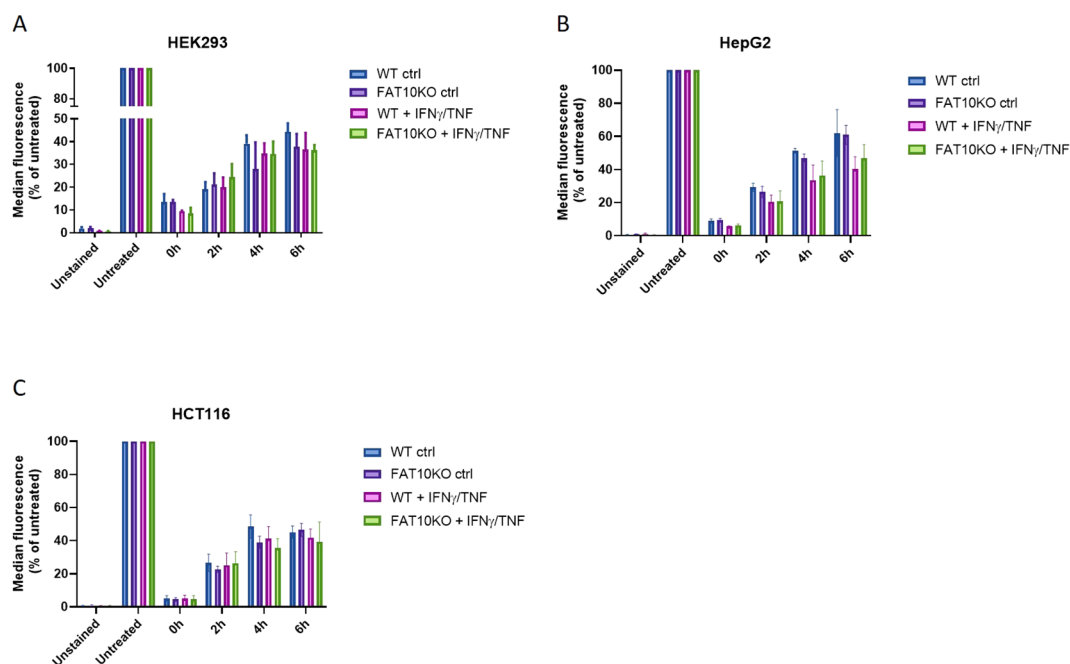 A
HEK293
Median fluorescence
(% of untreated)
100
80
50
40
30
20
10
0
Unstained
Untreated
0h
2h
4h
6h
WT ctrl
FAT10KO ctrl
WT + IFNγ/TNF
FAT10KO + IFNγ/TNF
B
HepG2
Median fluorescence
(% of untreated)
100
80
60
40
20
0
Unstained
Untreated
0h
2h
4h
6h
WT ctrl
FAT10KO ctrl
WT + IFNγ/TNF
FAT10KO + IFNγ/TNF
C
HCT116
Median fluorescence
(% of untreated)
100
80
60
40
20
0
Unstained
Untreated
0h
2h
4h
6h
WT ctrl
FAT10KO ctrl
WT + IFNγ/TNF
FAT10KO + IFNγ/TNF